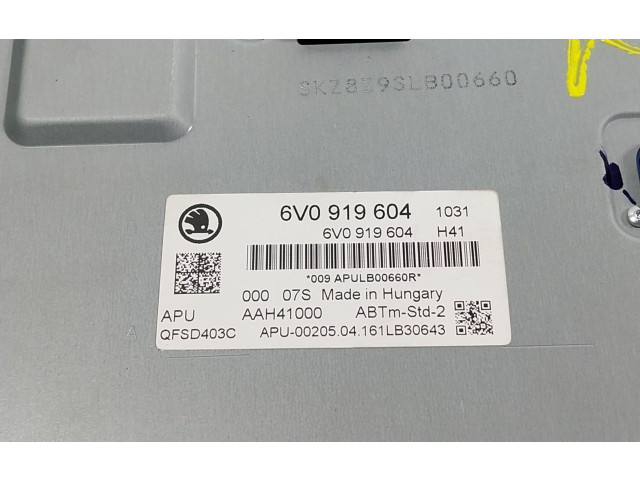 SKZ8Z9SLB00660
6V0 919 604 1031
6V0 919 604 H41
*009 APULB00660R*
000 07S Made in Hungary
APU AAH41000 ABTm-Std-2
QFSD403C APU-00205.04.161LB30643